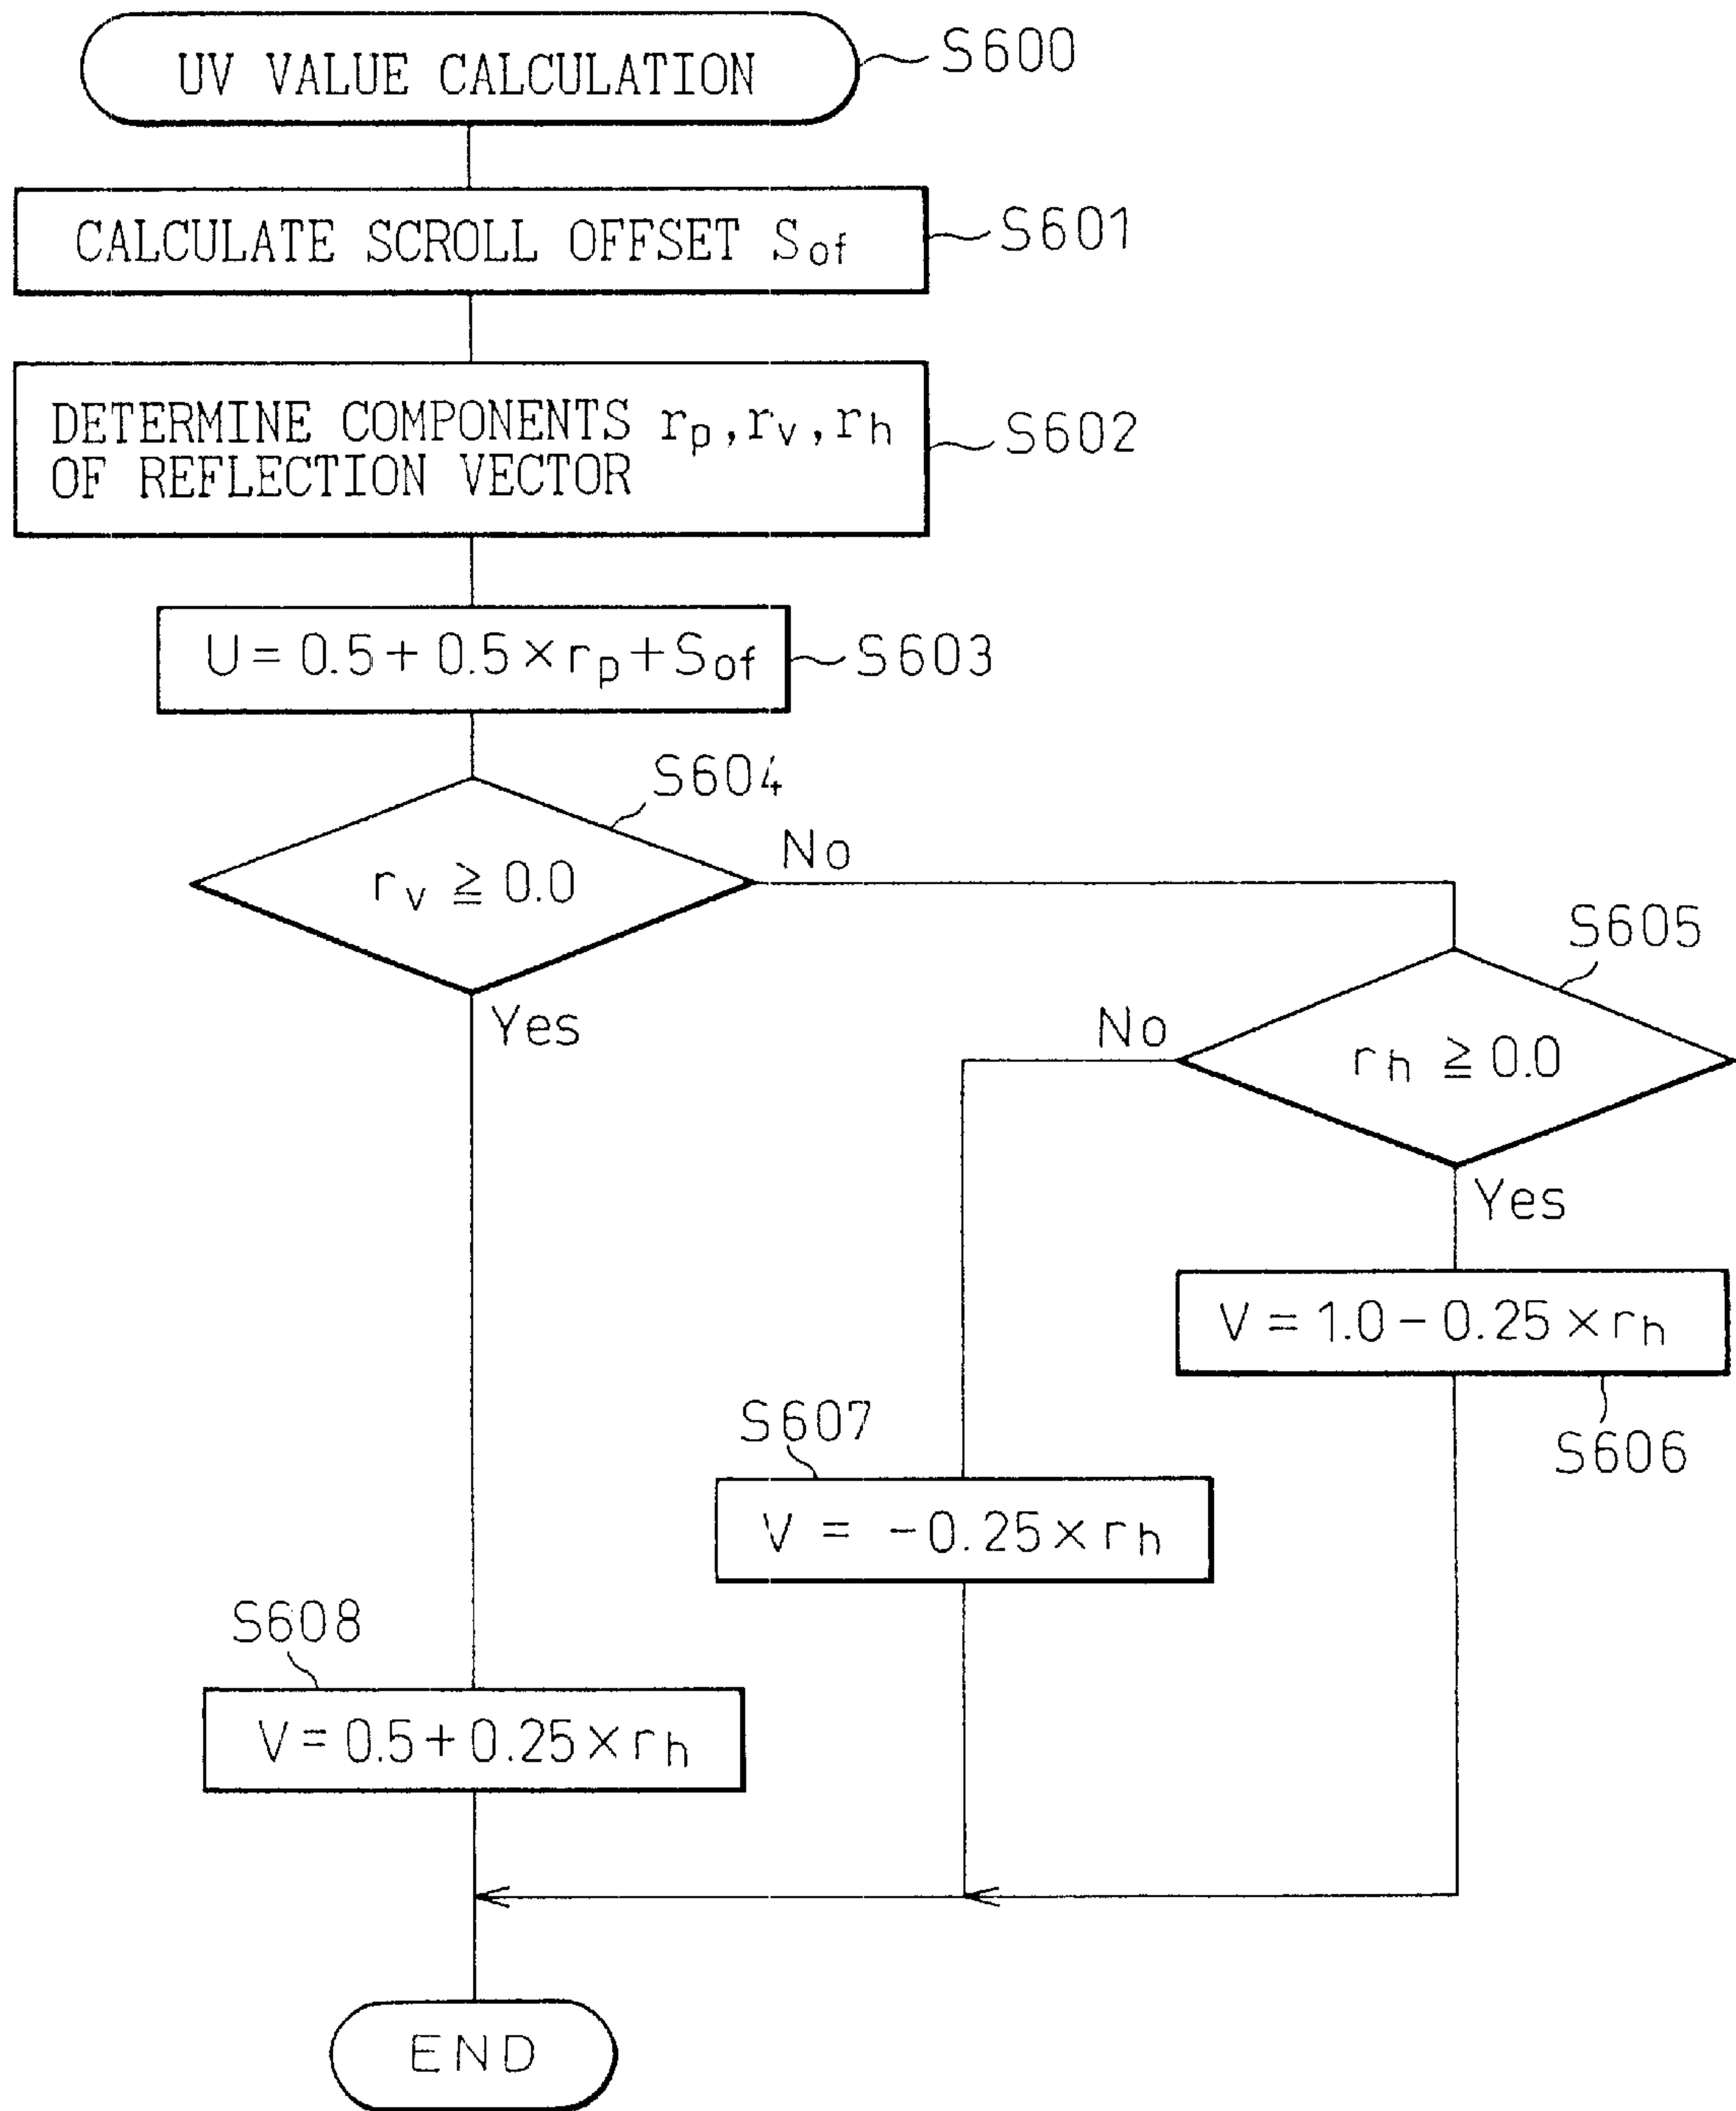 UV VALUE CALCULATION
S600
CALCULATE SCROLL OFFSET Sof
S601
DETERMINE COMPONENTS rp,rv,rh
OF REFLECTION VECTOR
S602
U=0.5+0.5×rp+Sof
S603
S604
rv≧0.0
No
Yes
S605
rh≧0.0
No
Yes
V=1.0-0.25×rh
S606
S607
V = -0.25×rh
S608
V=0.5+0.25×rh
END